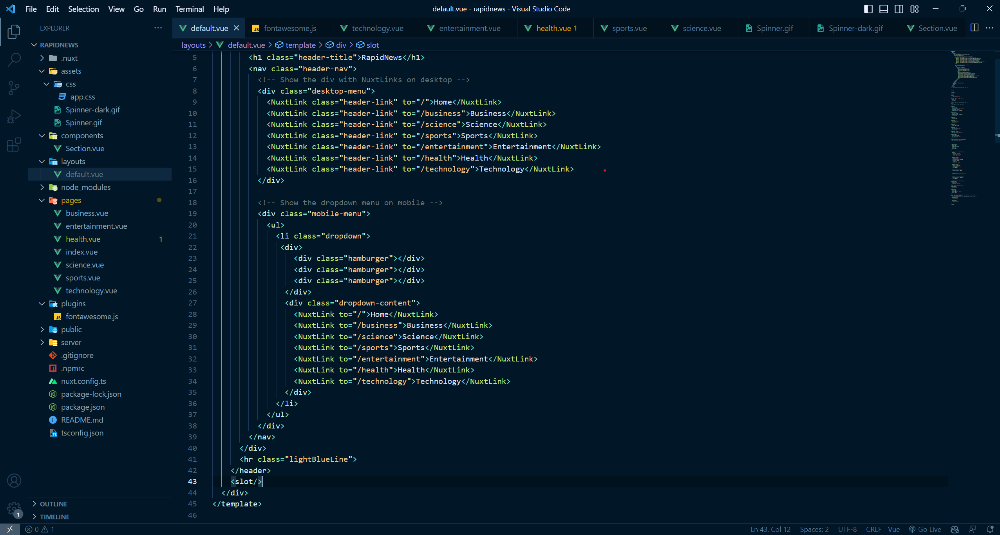 File Edit Selection View Go Run Terminal Help
default.vue - rapidnews - Visual Studio Code
EXPLORER
RAPIDNEWS
.nuxt
assets
css
app.css
Spinner-dark.gif
Spinner.gif
components
Section.vue
layouts
default.vue
node_modules
pages
business.vue
entertainment.vue
health.vue 1
index.vue
science.vue
sports.vue
technology.vue
plugins
JS fontawesome.js
public
server
.gitignore
.npmrc
nuxt.config.ts
package-lock.json
package.json
README.md
TS tsconfig.json
OUTLINE
TIMELINE
1
default.vue JS fontawesome.js technology.vue entertainment.vue health.vue 1 sports.vue science.vue Spinner.gif Spinner-dark.gif Section.vue
layouts > default.vue > template > div > slot
5 <h1 class="header-title">RapidNews</h1>
6 <nav class="header-nav">
7 <!-- Show the div with NuxtLinks on desktop -->
8 <div class="desktop-menu">
9 <NuxtLink class="header-link" to="/">Home</NuxtLink>
10 <NuxtLink class="header-link" to="/business">Business</NuxtLink>
11 <NuxtLink class="header-link" to="/science">Science</NuxtLink>
12 <NuxtLink class="header-link" to="/sports">Sports</NuxtLink>
13 <NuxtLink class="header-link" to="/entertainment">Entertainment</NuxtLink>
14 <NuxtLink class="header-link" to="/health">Health</NuxtLink>
15 <NuxtLink class="header-link" to="/technology">Technology</NuxtLink>
16 </div>
17
18 <!-- Show the dropdown menu on mobile -->
19 <div class="mobile-menu">
20 <ul>
21 <li class="dropdown">
22 <div>
23 <div class="hamburger"></div>
24 <div class="hamburger"></div>
25 <div class="hamburger"></div>
26 </div>
27 <div class="dropdown-content">
28 <NuxtLink to="/">Home</NuxtLink>
29 <NuxtLink to="/business">Business</NuxtLink>
30 <NuxtLink to="/science">Science</NuxtLink>
31 <NuxtLink to="/sports">Sports</NuxtLink>
32 <NuxtLink to="/entertainment">Entertainment</NuxtLink>
33 <NuxtLink to="/health">Health</NuxtLink>
34 <NuxtLink to="/technology">Technology</NuxtLink>
35 </div>
36 </li>
37 </ul>
38 </div>
39 </nav>
40 </div>
41 <hr class="lightBlueLine">
42 </header>
43 <slot/>
44 </div>
45 </template>
46
0 1 Ln 43, Col 12 Spaces: 2 UTF-8 CRLF Vue Go Live